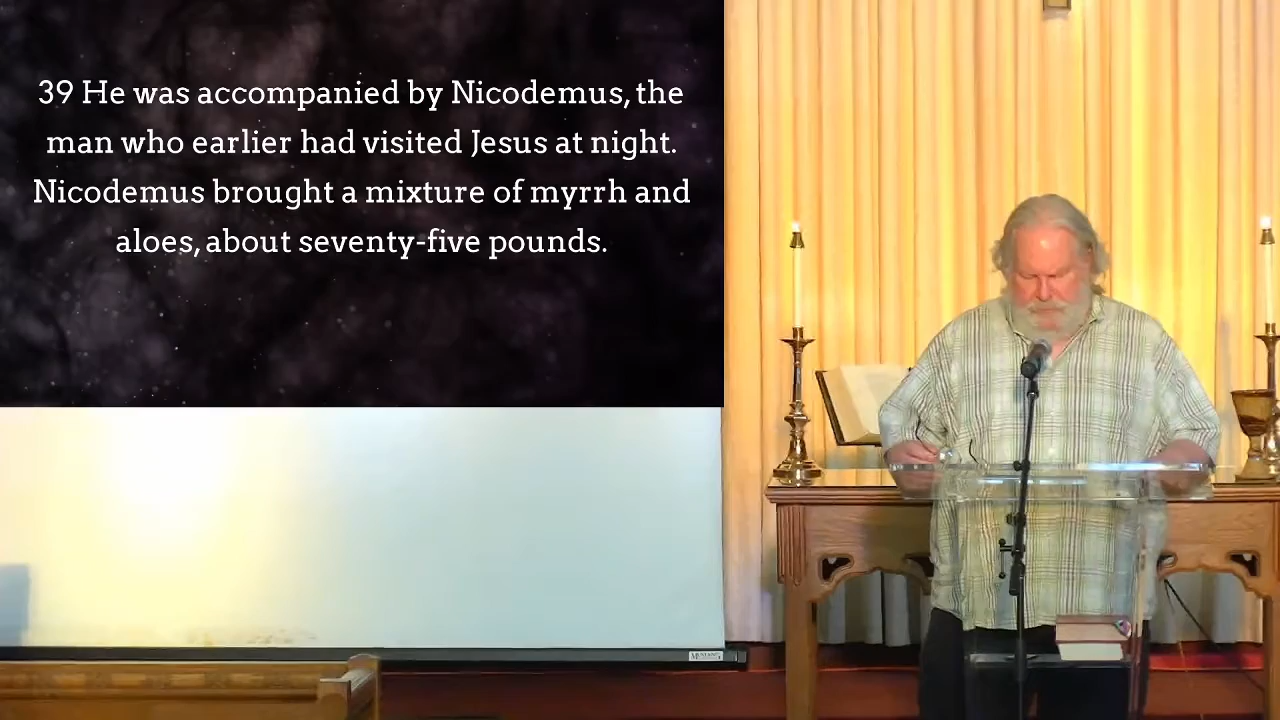 39 He was accompanied by Nicodemus, the
man who earlier had visited Jesus at night.
Nicodemus brought a mixture of myrrh and
aloes, about seventy-five pounds.